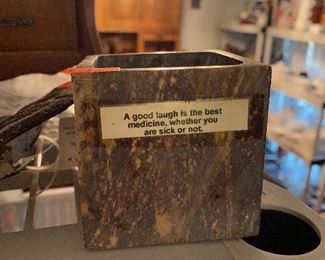 A good laugh is the best
medicine, whether you
are sick or not.